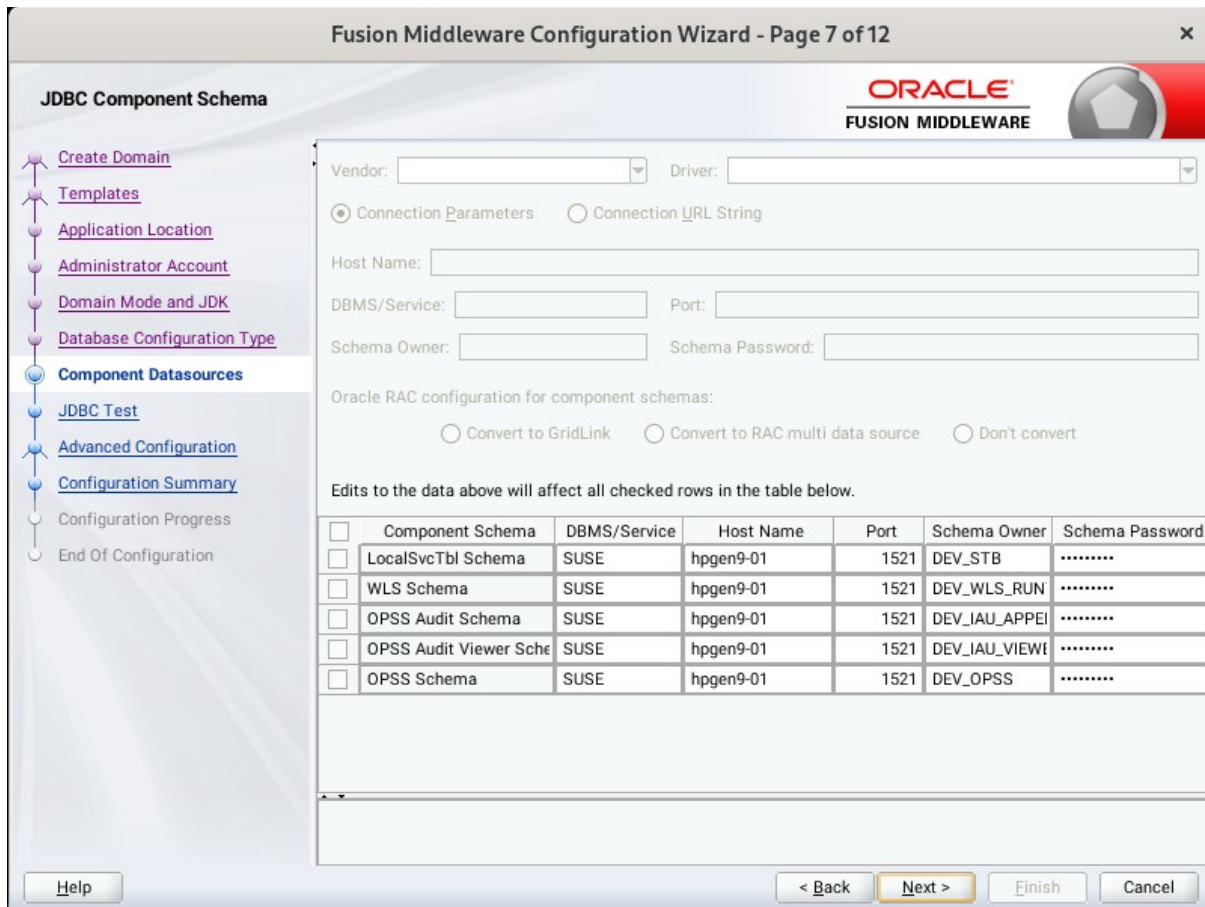 Fusion Middleware Configuration Wizard - Page 7 of 12
JDBC Component Schema
ORACLE
FUSION MIDDLEWARE
Create Domain
Templates
Application Location
Administrator Account
Domain Mode and JDK
Database Configuration Type
Component Datasources
JDBC Test
Advanced Configuration
Configuration Summary
Configuration Progress
End Of Configuration
Vendor: Driver:
Connection Parameters Connection URL String
Host Name:
DBMS/Service: Port:
Schema Owner: Schema Password:
Oracle RAC configuration for component schemas:
Convert to GridLink Convert to RAC multi data source Don't convert
Edits to the data above will affect all checked rows in the table below.
Component Schema DBMS/Service Host Name Port Schema Owner Schema Password
LocalSvcTbl Schema SUSE hpgen9-01 1521 DEV_STB •••••••••
WLS Schema SUSE hpgen9-01 1521 DEV_WLS_RUN •••••••••
OPSS Audit Schema SUSE hpgen9-01 1521 DEV_IAU_APPE •••••••••
OPSS Audit Viewer Sche SUSE hpgen9-01 1521 DEV_IAU_VIEW •••••••••
OPSS Schema SUSE hpgen9-01 1521 DEV_OPSS •••••••••
Help < Back Next > Finish Cancel